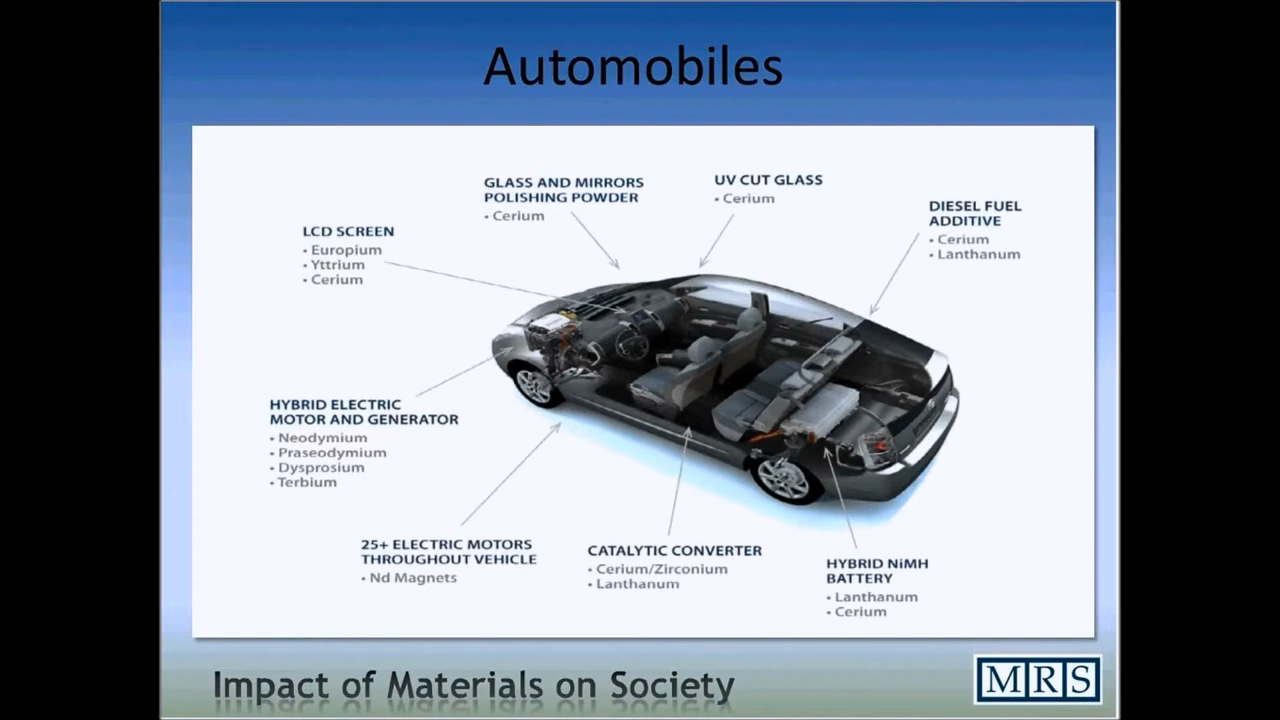 Automobiles
GLASS AND MIRRORS
POLISHING POWDER
• Cerium
UV CUT GLASS
• Cerium
DIESEL FUEL
ADDITIVE
• Cerium
• Lanthanum
LCD SCREEN
• Europium
• Yttrium
• Cerium
HYBRID ELECTRIC
MOTOR AND GENERATOR
• Neodymium
• Praseodymium
• Dysprosium
• Terbium
25+ ELECTRIC MOTORS
THROUGHOUT VEHICLE
• Nd Magnets
CATALYTIC CONVERTER
• Cerium/Zirconium
• Lanthanum
HYBRID NiMH
BATTERY
• Lanthanum
• Cerium
Impact of Materials on Society
MRS